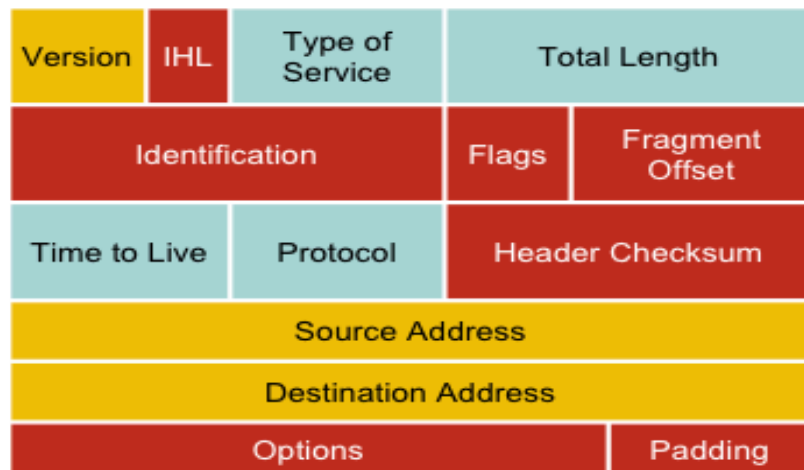 Version IHL Type of Service Total Length
Identification Flags Fragment Offset
Time to Live Protocol Header Checksum
Source Address
Destination Address
Options Padding